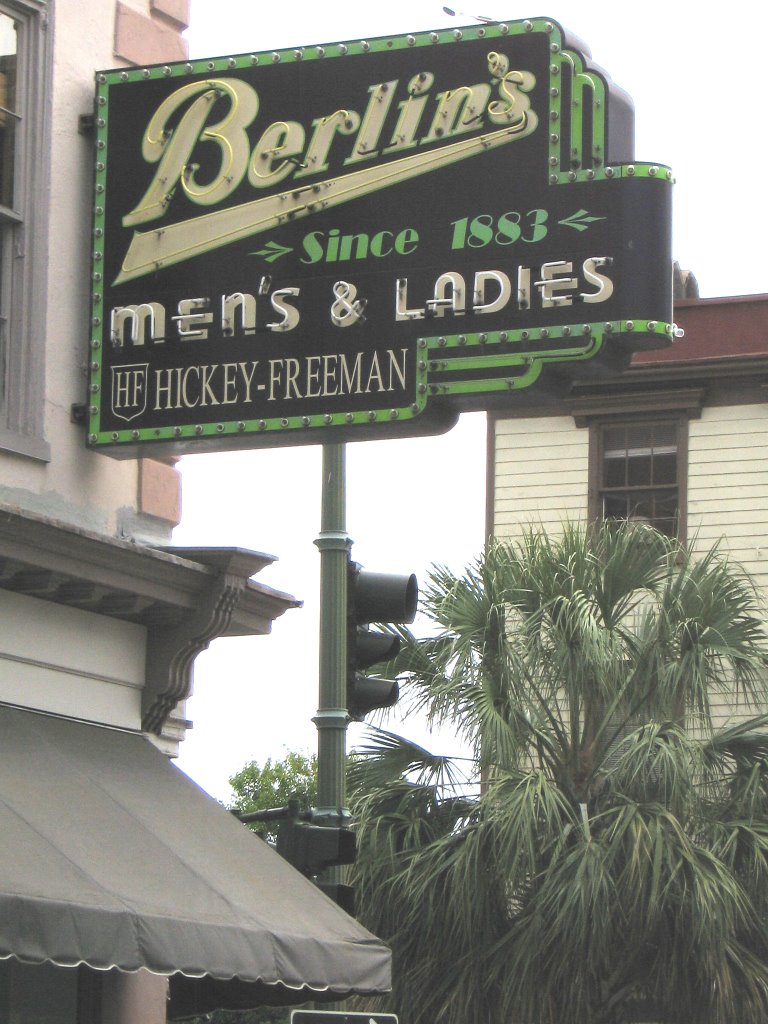 Berlin's
Since 1883
MEN'S & LADIES
HF HICKEY-FREEMAN